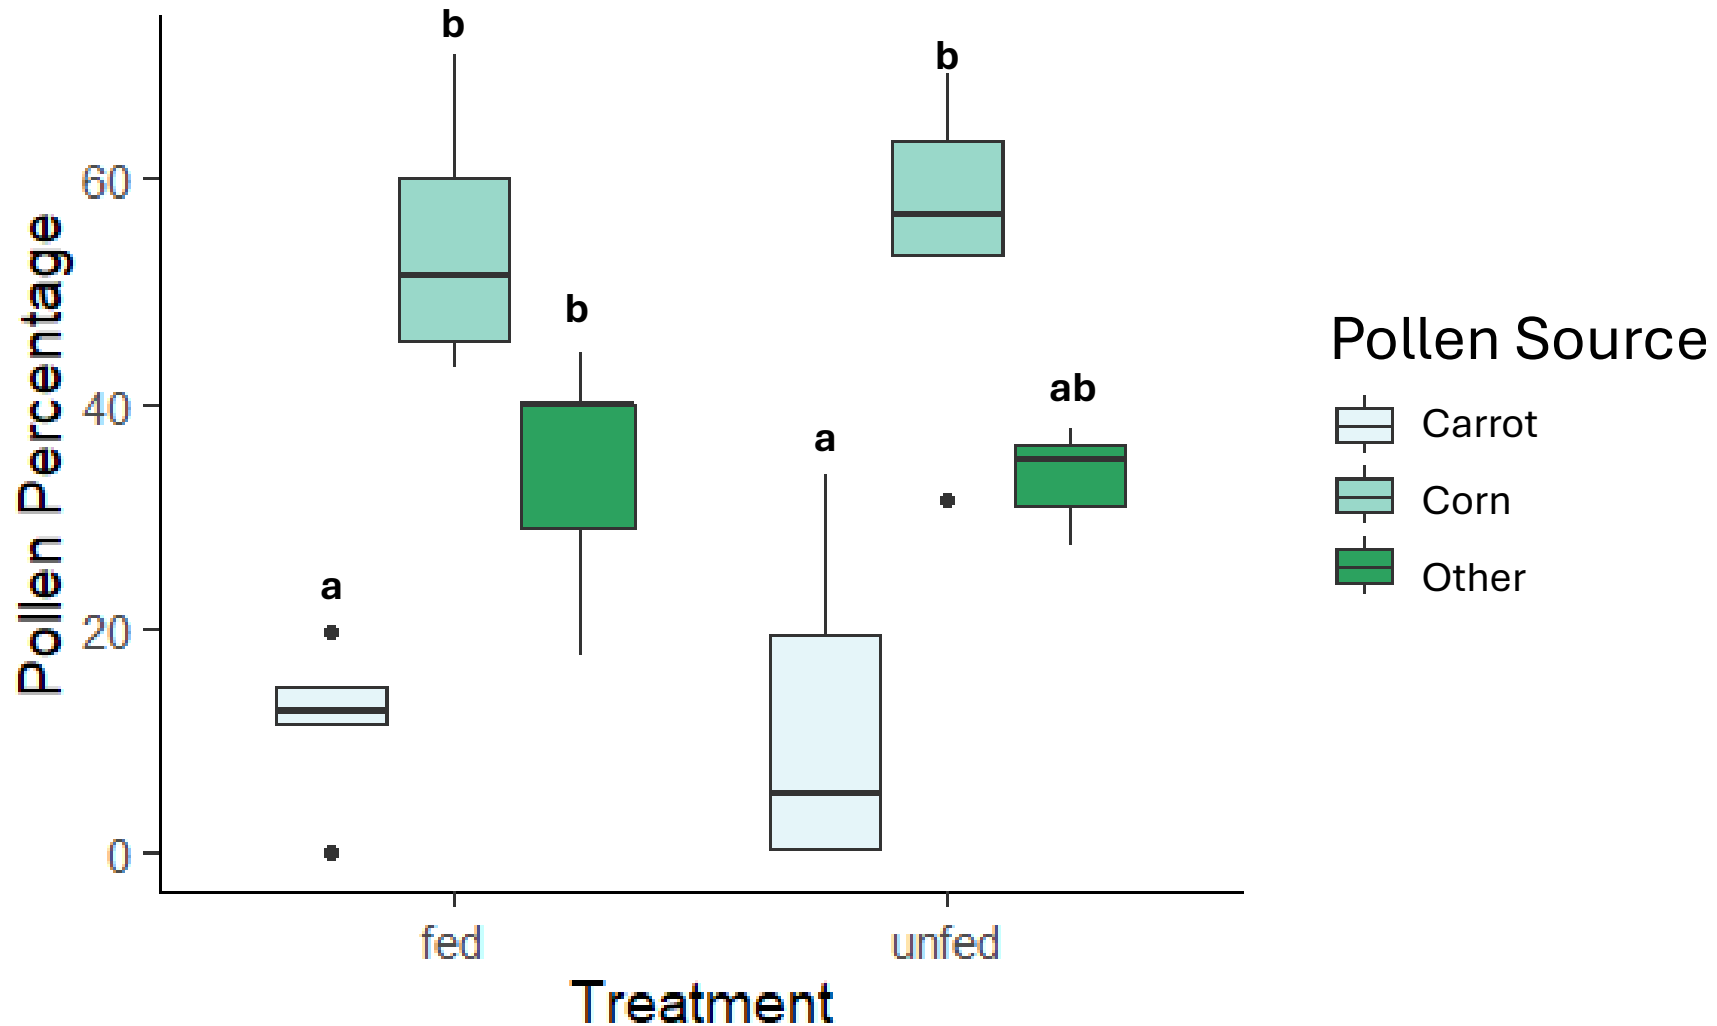 b
b
60
b
ab
40
a
a
20
0
fed
unfed
Treatment
Pollen Percentage
Pollen Source
Carrot
Corn
Other